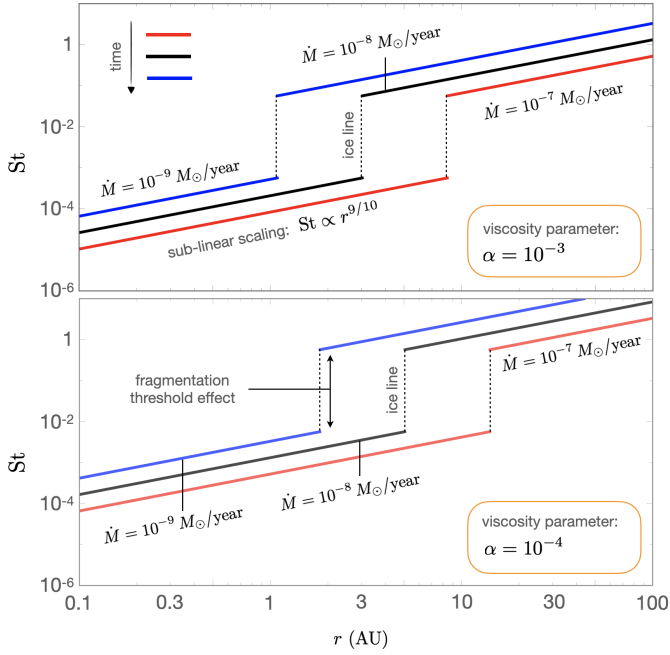 time
Ṁ = 10⁻⁸ M☉/year
1
10⁻²
10⁻⁴
10⁻⁶
St
Ṁ = 10⁻⁹ M☉/year
ice line
Ṁ = 10⁻⁷ M☉/year
sub-linear scaling: St ∝ r^{9/10}
viscosity parameter:
α = 10⁻³
1
10⁻²
10⁻⁴
10⁻⁶
St
fragmentation
threshold effect
ice line
Ṁ = 10⁻⁷ M☉/year
Ṁ = 10⁻⁸ M☉/year
Ṁ = 10⁻⁹ M☉/year
viscosity parameter:
α = 10⁻⁴
0.1 0.3 1 3 10 30 100
r (AU)